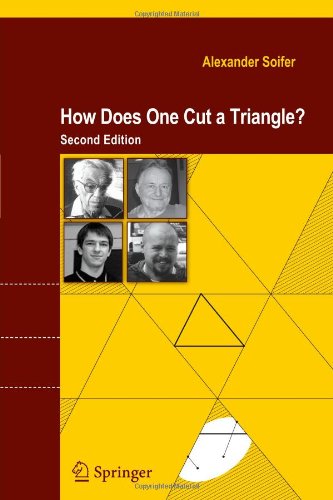 Alexander Soifer
How Does One Cut a Triangle?
Second Edition
Springer